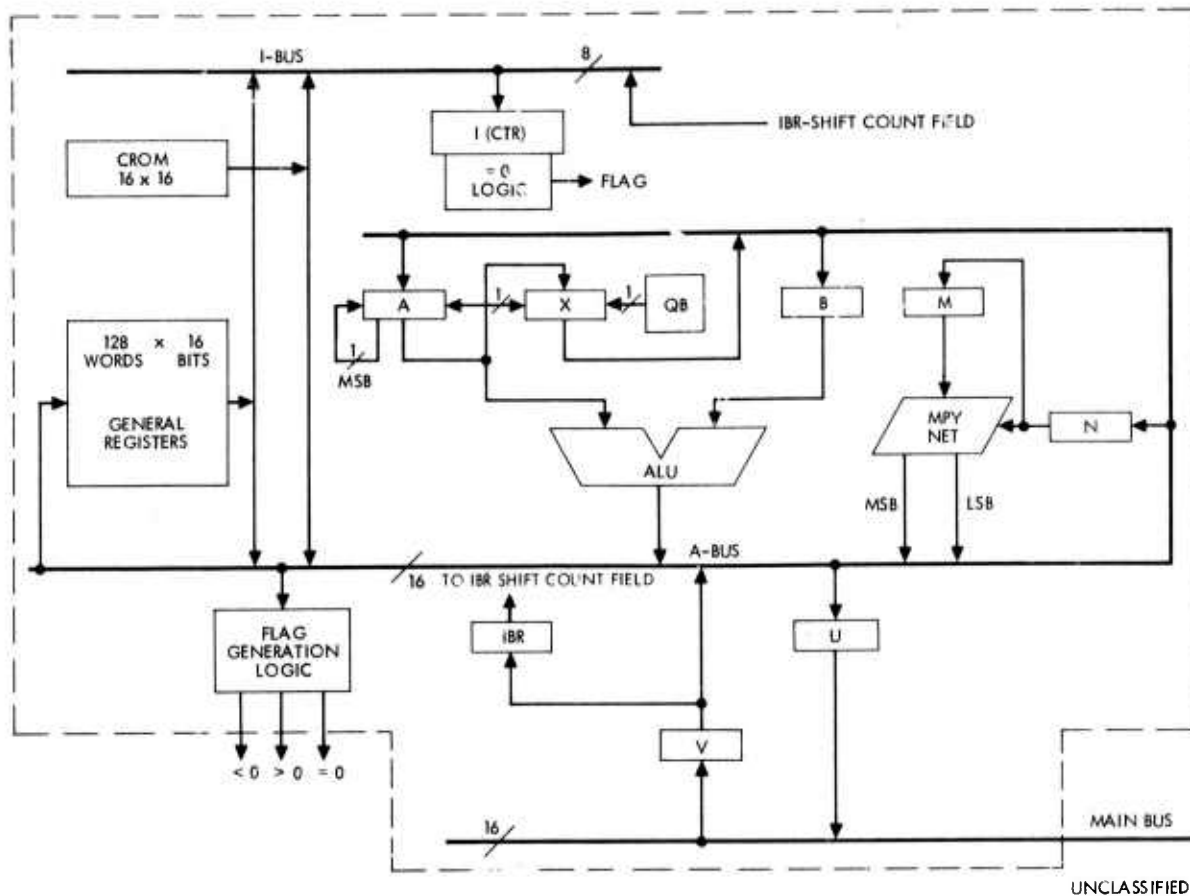 I-BUS
8
IBR-SHIFT COUNT FIELD
I (CTR)
= 0
LOGIC
FLAG
CROM
16 x 16
A
1
X
1
QB
B
M
1
MSB
128 x 16
WORDS BITS
GENERAL
REGISTERS
MPY
NET
N
ALU
MSB
LSB
A-BUS
16
TO IBR SHIFT COUNT FIELD
FLAG
GENERATION
LOGIC
IBR
U
V
< 0 > 0 = 0
16
MAIN BUS
UNCLASSIFIED